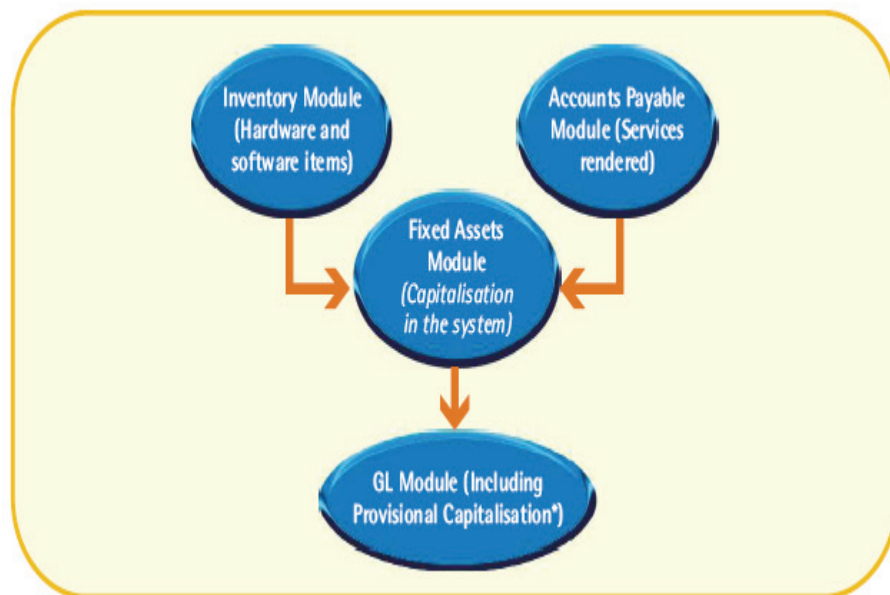 Inventory Module
(Hardware and
software items)
Accounts Payable
Module (Services
rendered)
Fixed Assets
Module
(Capitalisation
in the system)
GL Module (Including
Provisional Capitalisation*)